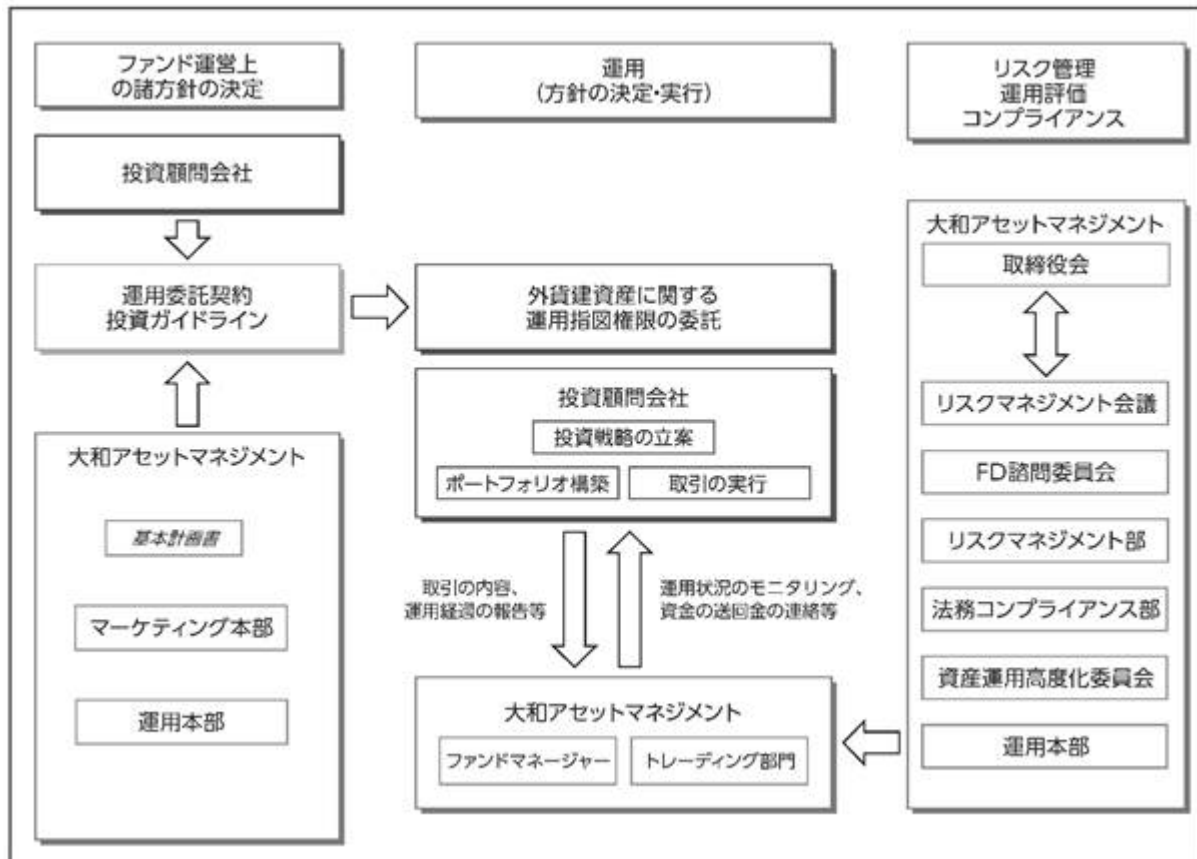 ファンド運営上
の諸方針の決定
投資顧問会社
運用委託契約
投資ガイドライン
大和アセットマネジメント
基本計画書
マーケティング本部
運用本部
運用
(方針の決定・実行)
外貨建資産に関する
運用指図権限の委託
投資顧問会社
投資戦略の立案
ポートフォリオ構築
取引の実行
取引の内容、
運用経過の報告等
運用状況のモニタリング、
資金の送回金の連絡等
大和アセットマネジメント
ファンドマネージャー
トレーディング部門
リスク管理
運用評価
コンプライアンス
大和アセットマネジメント
取締役会
リスクマネジメント会議
FD諮問委員会
リスクマネジメント部
法務コンプライアンス部
資産運用高度化委員会
運用本部